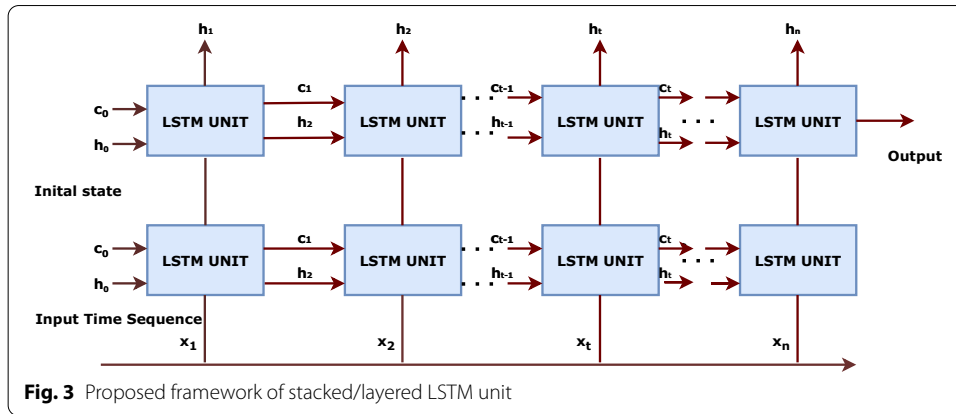 h₁ h₂ hₜ hₙ
c₀ c₁ cₜ₋₁ cₜ
LSTM UNIT LSTM UNIT LSTM UNIT LSTM UNIT
h₀ h₂ hₜ₋₁ hₜ
Output
Inital state
c₀ c₁ cₜ₋₁ cₜ
LSTM UNIT LSTM UNIT LSTM UNIT LSTM UNIT
h₀ h₂ hₜ₋₁ hₜ
Input Time Sequence
x₁ x₂ xₜ xₙ
Fig. 3 Proposed framework of stacked/layered LSTM unit